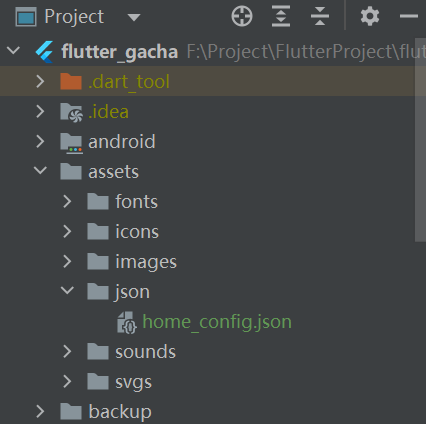 Project
flutter_gacha F:\Project\FlutterProject\flut
.dart_tool
.idea
android
assets
fonts
icons
images
json
home_config.json
sounds
svgs
backup